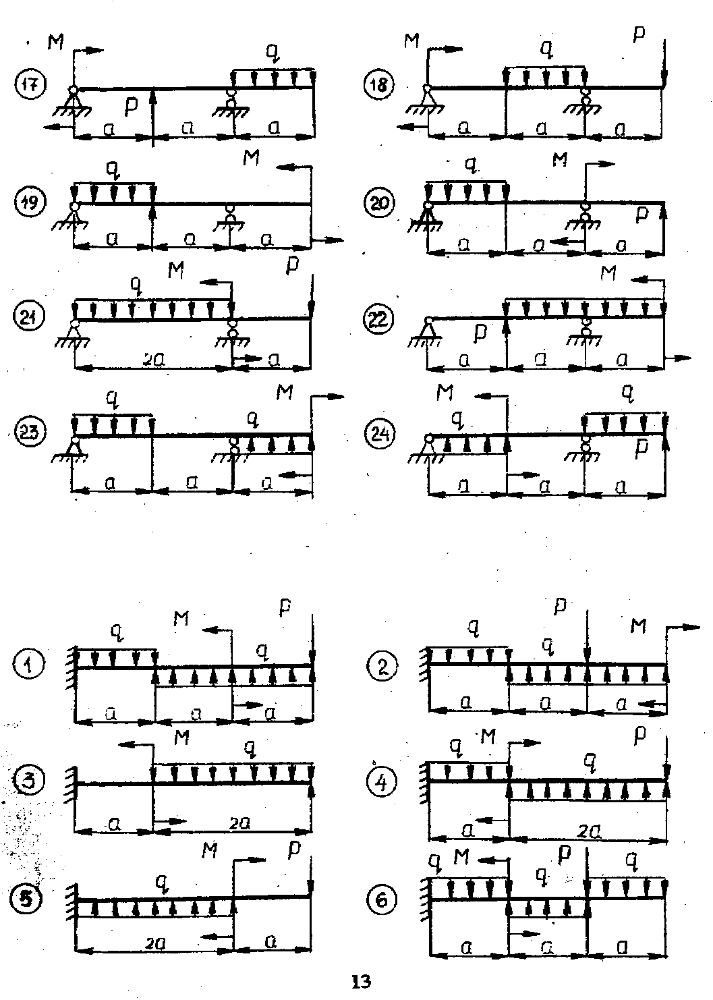 M q
17 P
a a a
M q P
18
a a a
q M
19
a a a
q M
20 P
a a a
q M P
21
2a a
M
22 P
a a a
q M
23 q
a a a
M q
24 q P
a a a
q M P
1 q
a a a
q P M
2 q
a a a
M q
3
a 2a
q M P
4 q
a 2a
M P
5 q
2a a
q M P q
6 q
a a a
13